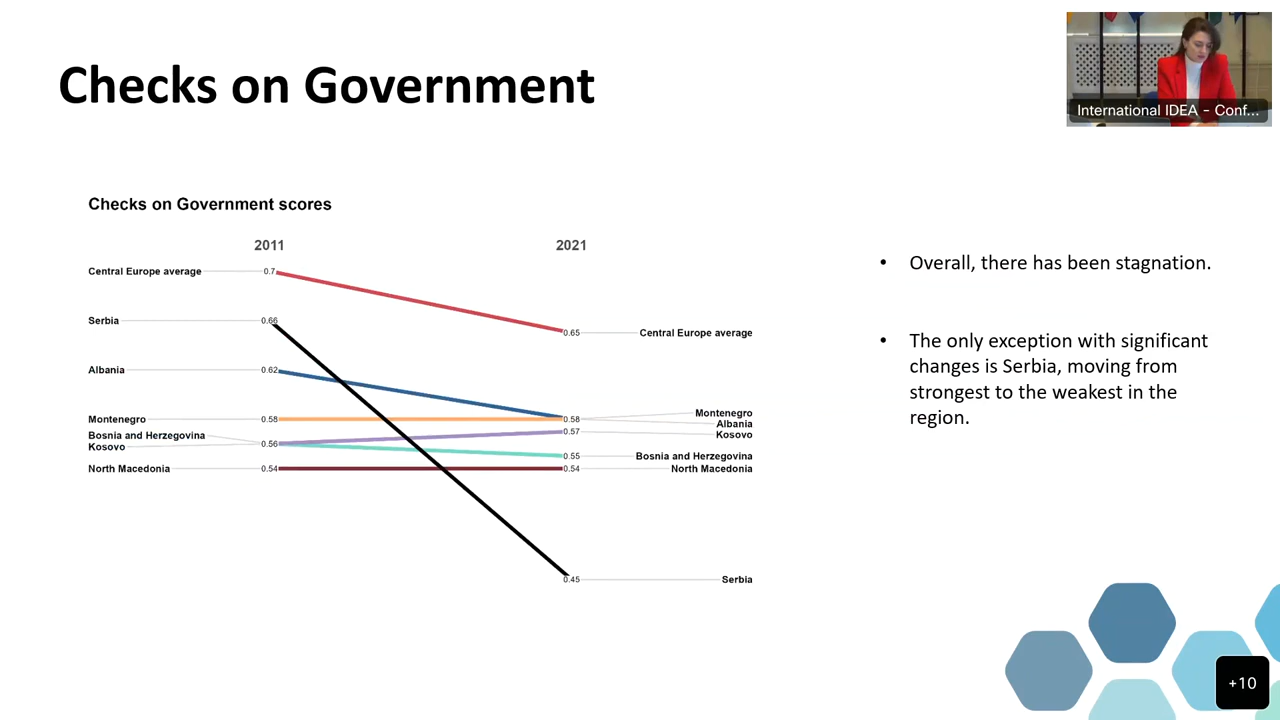 Checks on Government
International IDEA - Conf...
Checks on Government scores
2011 2021
Central Europe average 0.7
Serbia 0.66
Albania 0.62
Montenegro 0.58
Bosnia and Herzegovina 0.56
Kosovo
North Macedonia 0.54
0.65 Central Europe average
0.58 Montenegro
Albania
0.57 Kosovo
0.55 Bosnia and Herzegovina
0.54 North Macedonia
0.45 Serbia
• Overall, there has been stagnation.
• The only exception with significant
changes is Serbia, moving from
strongest to the weakest in the
region.
+10